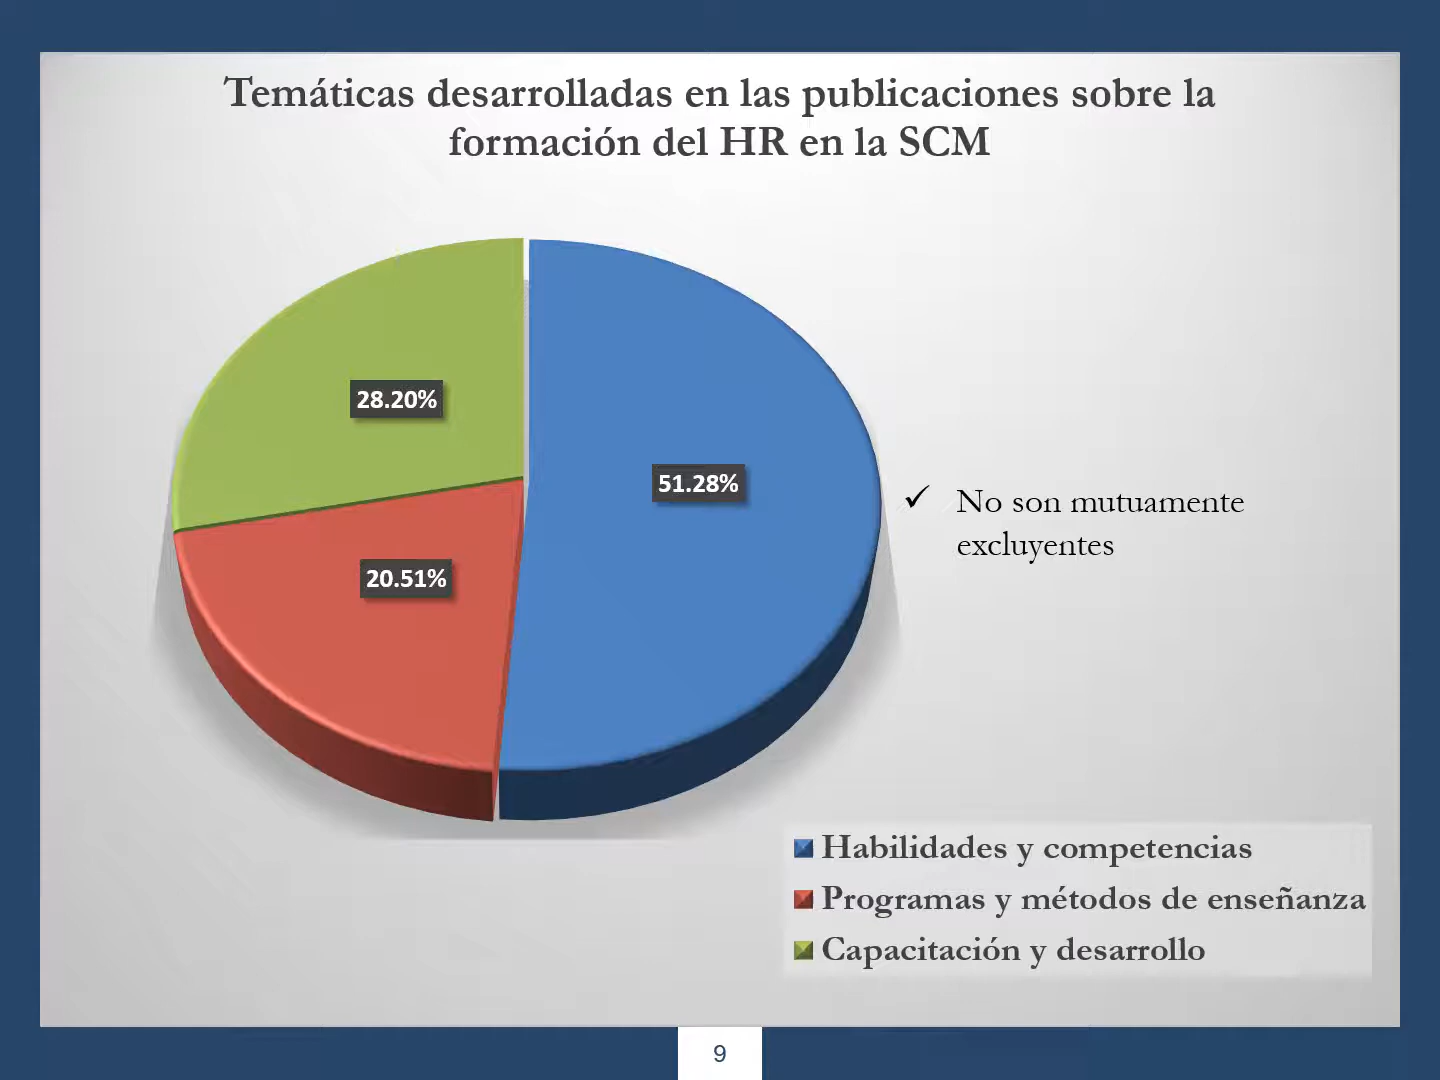 Temáticas desarrolladas en las publicaciones sobre la
formación del HR en la SCM
28.20%
51.28%
20.51%
✓ No son mutuamente
excluyentes
Habilidades y competencias
Programas y métodos de enseñanza
Capacitación y desarrollo
9